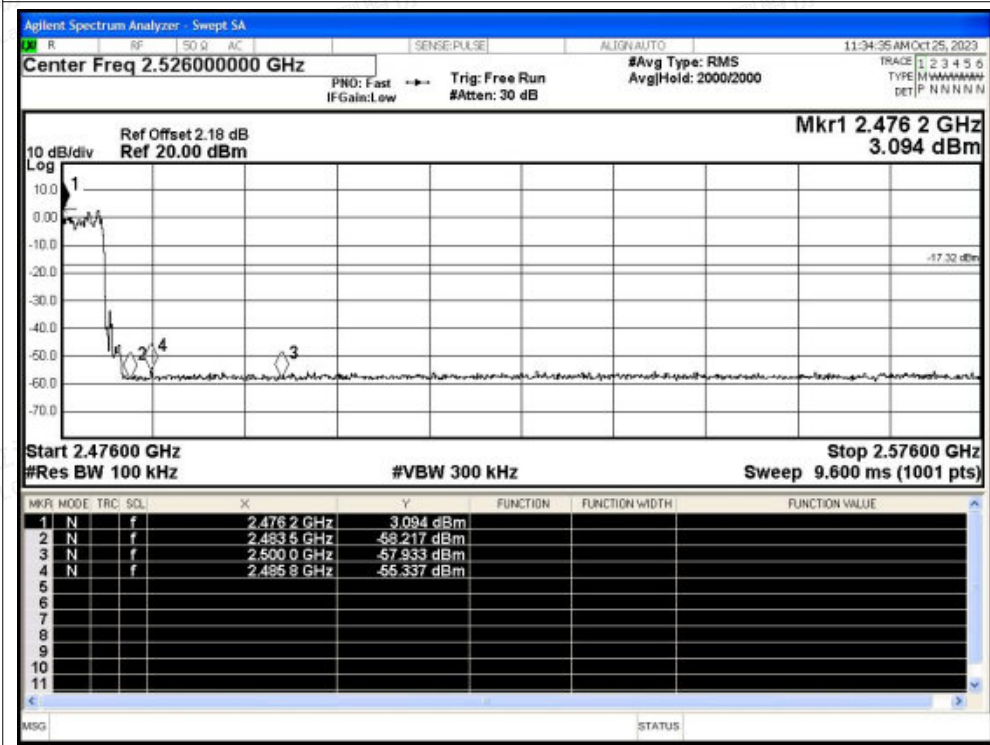 Agilent Spectrum Analyzer - Swept SA
LXI R RF 50 Ω AC SENSE:PULSE ALIGN AUTO 11:34:35 AM Oct 25, 2023
Center Freq 2.526000000 GHz
PNO: Fast
IFGain:Low
Trig: Free Run
#Atten: 30 dB
#Avg Type: RMS
Avg|Hold: 2000/2000
TRACE 1 2 3 4 5 6
TYPE M
DET P N N N N N
Mkr1 2.476 2 GHz
3.094 dBm
Ref Offset 2.18 dB
10 dB/div Ref 20.00 dBm
Log
10.0
0.00
-10.0
-20.0
-30.0
-40.0
-50.0
-60.0
-70.0
1
2
4
3
-17.32 dBm
Start 2.47600 GHz Stop 2.57600 GHz
#Res BW 100 kHz #VBW 300 kHz Sweep 9.600 ms (1001 pts)
MKR MODE TRC SCL X Y FUNCTION FUNCTION WIDTH FUNCTION VALUE
1 N f 2.476 2 GHz 3.094 dBm
2 N f 2.483 5 GHz -58.217 dBm
3 N f 2.500 0 GHz -57.933 dBm
4 N f 2.485 8 GHz -55.337 dBm
5
6
7
8
9
10
11
MSG STATUS